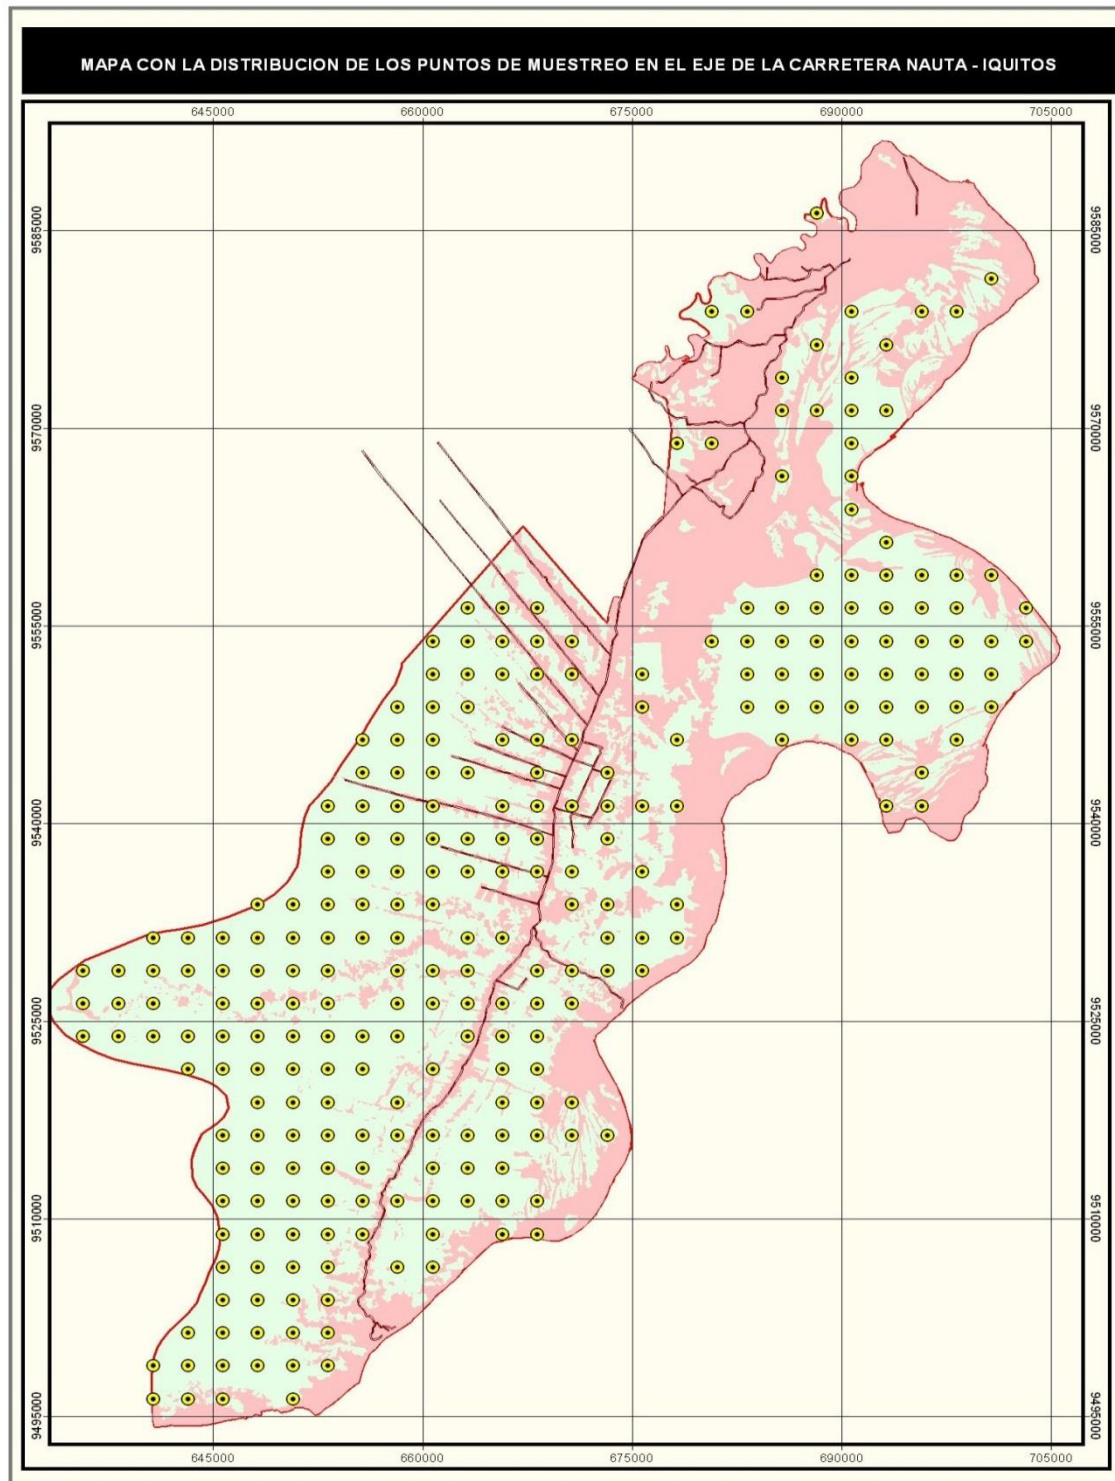 MAPA CON LA DISTRIBUCION DE LOS PUNTOS DE MUESTREO EN EL EJE DE LA CARRETERA NAUTA - IQUITOS
645000 660000 675000 690000 705000
9585000 9585000
9570000 9570000
9555000 9555000
9540000 9540000
9525000 9525000
9510000 9510000
9495000 9495000
645000 660000 675000 690000 705000